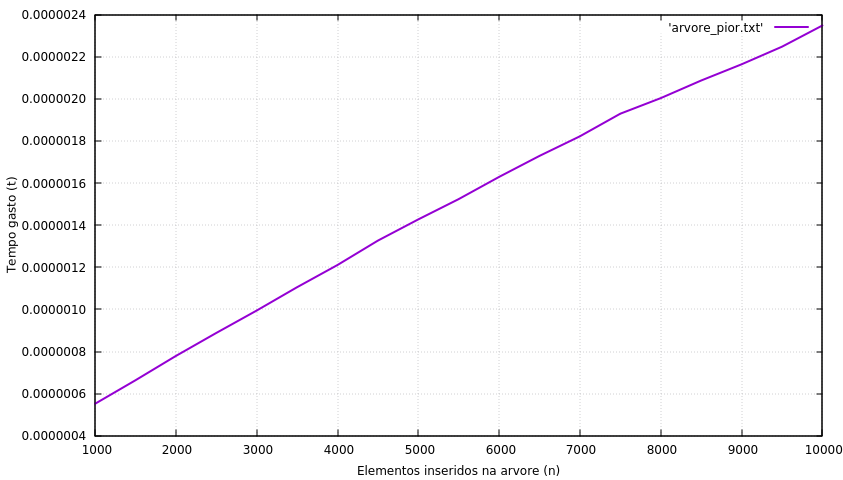 0.0000024
0.0000022
0.0000020
0.0000018
0.0000016
0.0000014
0.0000012
0.0000010
0.0000008
0.0000006
0.0000004
Tempo gasto (t)
'arvore_pior.txt'
1000 2000 3000 4000 5000 6000 7000 8000 9000 10000
Elementos inseridos na arvore (n)